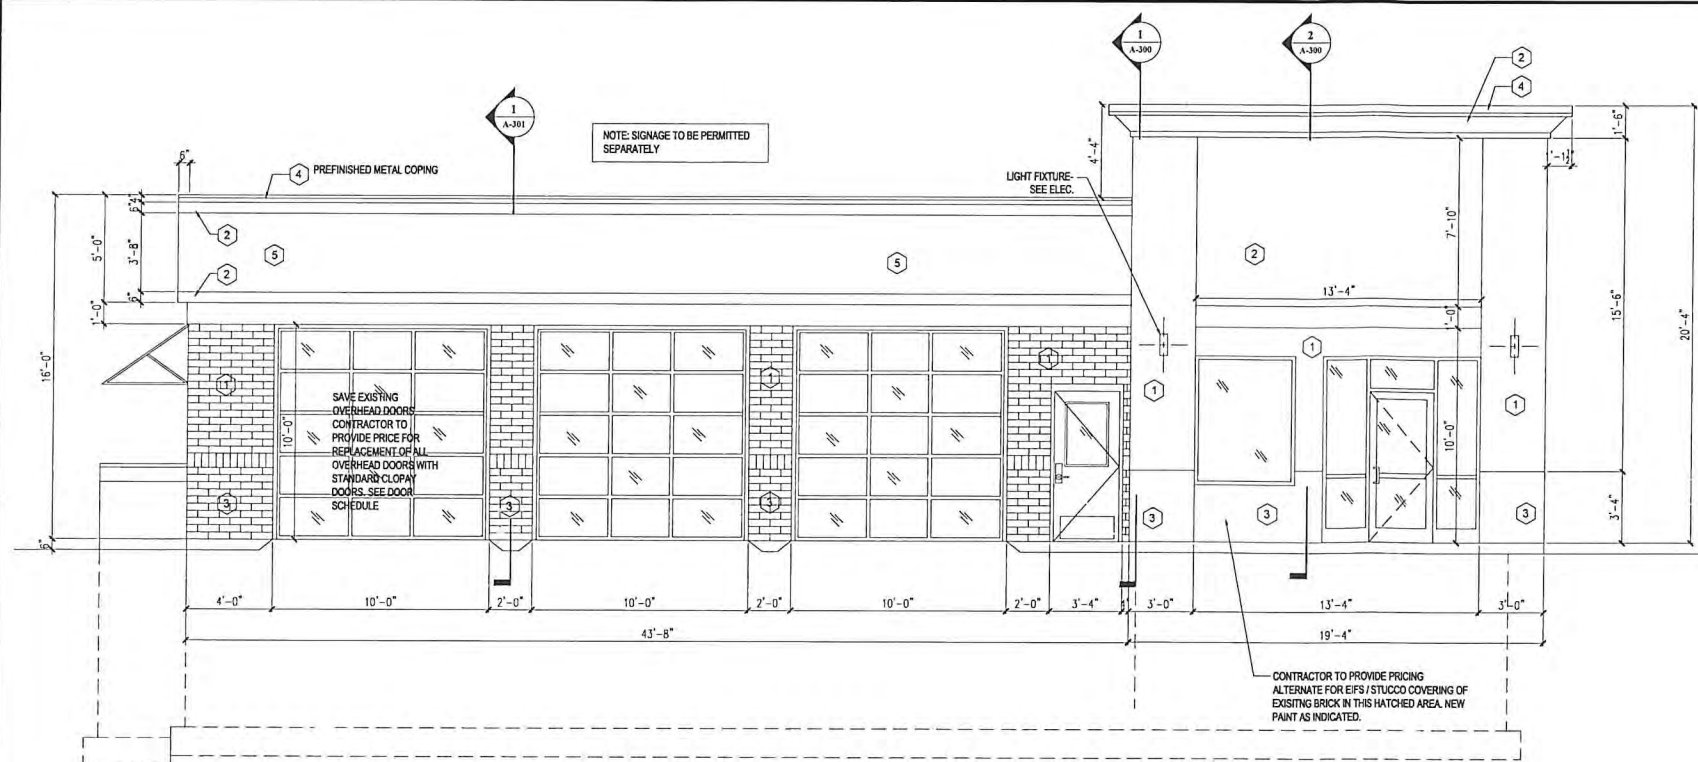 1
A-300
2
A-300
2
4
1
A-301
NOTE: SIGNAGE TO BE PERMITTED
SEPARATELY
4 PREFINISHED METAL COPING
LIGHT FIXTURE-
SEE ELEC.
6"
4'-4"
1'-6"
6"
4"
2
5
5
2
2
5'-0"
3'-8"
6"
1'-0"
16'-0"
6"
7'-10"
13'-4"
1'-0"
15'-6"
20'-4"
3'-4"
10'-0"
10'-0"
1
1
1
1
1
1
SAVE EXISTING
OVERHEAD DOORS
CONTRACTOR TO
PROVIDE PRICE FOR
REPLACEMENT OF ALL
OVERHEAD DOORS WITH
STANDARD CLOPAY
DOORS. SEE DOOR
SCHEDULE
3
3
3
3
3
3
4'-0"
10'-0"
2'-0"
10'-0"
2'-0"
10'-0"
2'-0"
3'-4"
3'-0"
13'-4"
3'-0"
43'-8"
19'-4"
CONTRACTOR TO PROVIDE PRICING
ALTERNATE FOR EIFS / STUCCO COVERING OF
EXISITNG BRICK IN THIS HATCHED AREA. NEW
PAINT AS INDICATED.